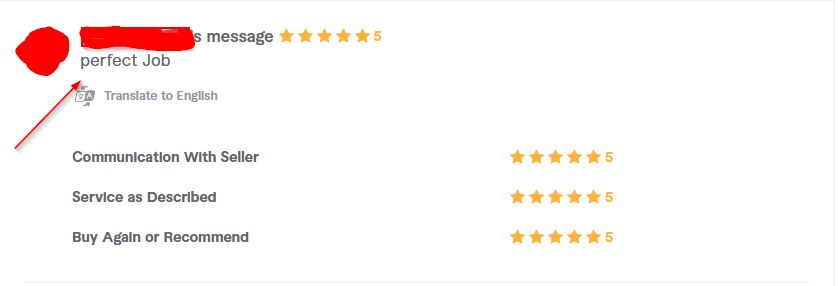 s message 5
perfect Job
Translate to English
Communication With Seller 5
Service as Described 5
Buy Again or Recommend 5